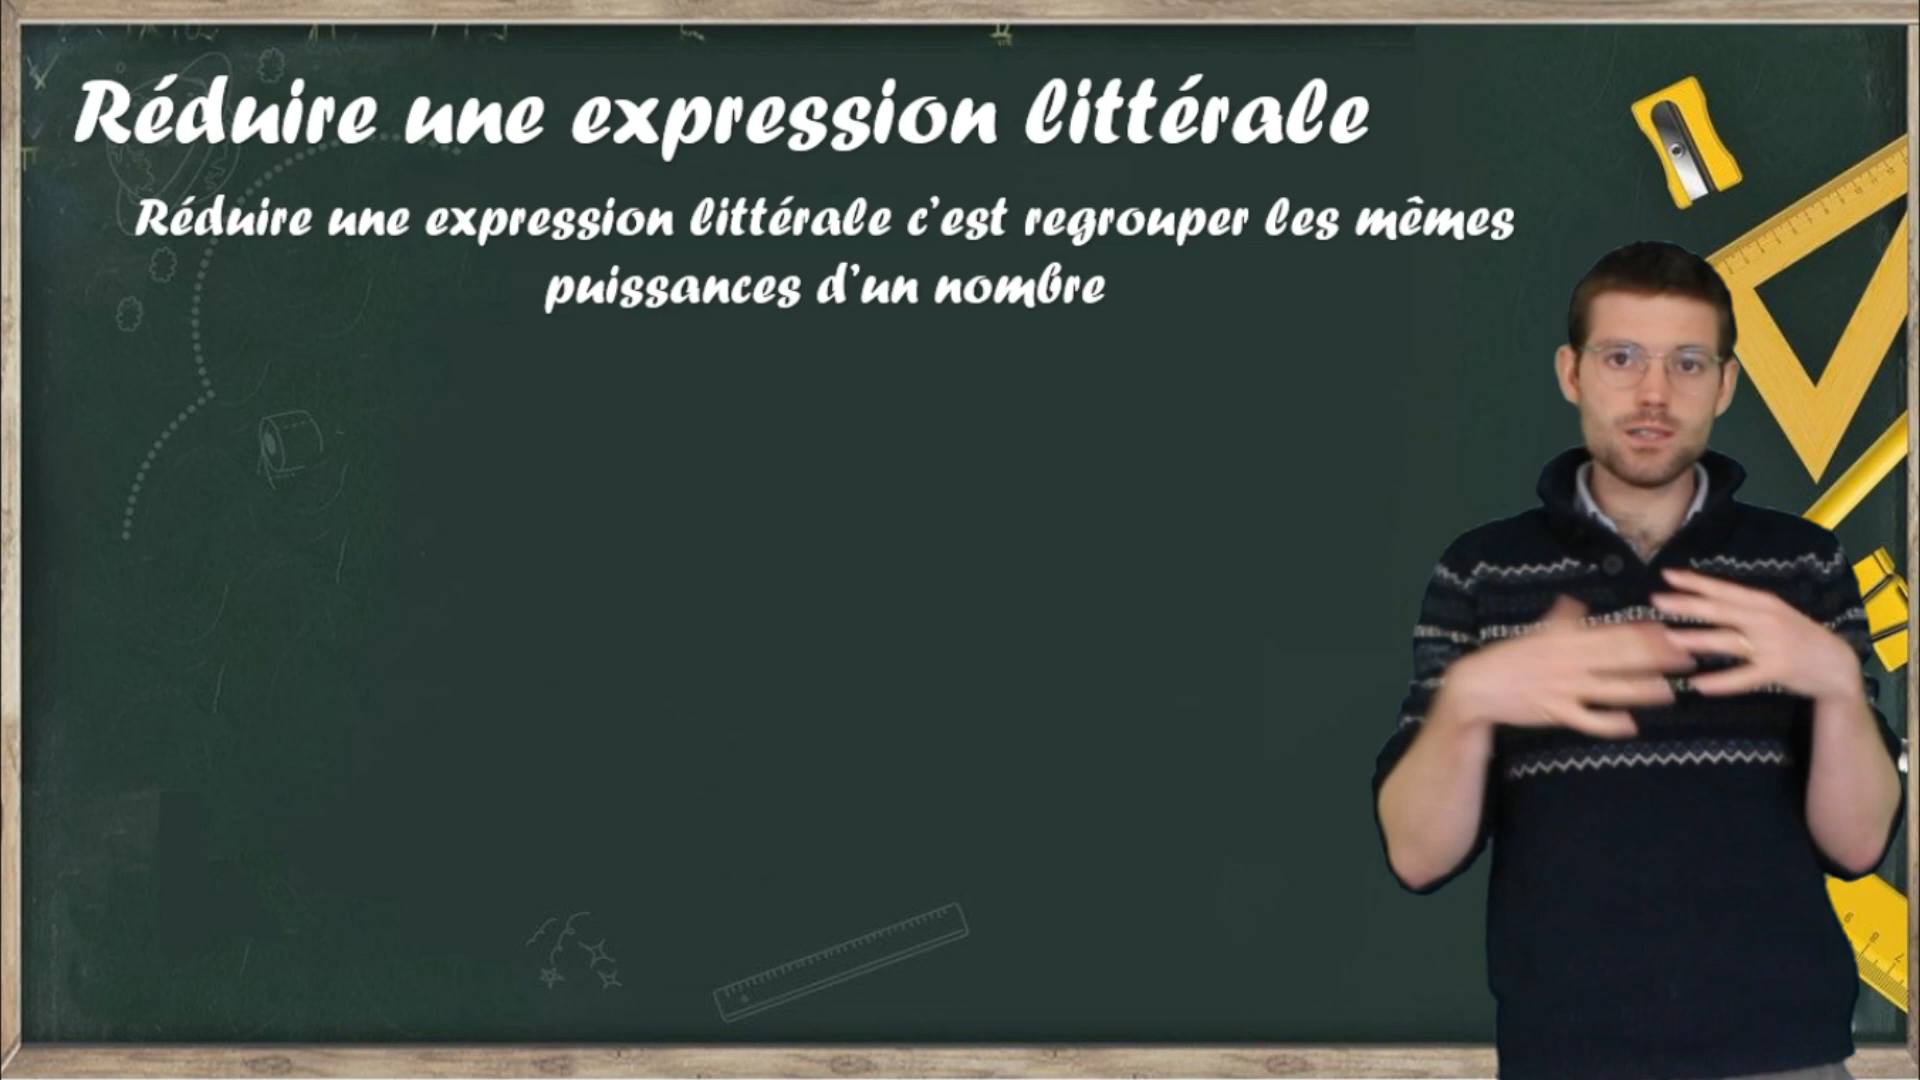 Réduire une expression littérale
Réduire une expression littérale c’est regrouper les mêmes
puissances d’un nombre